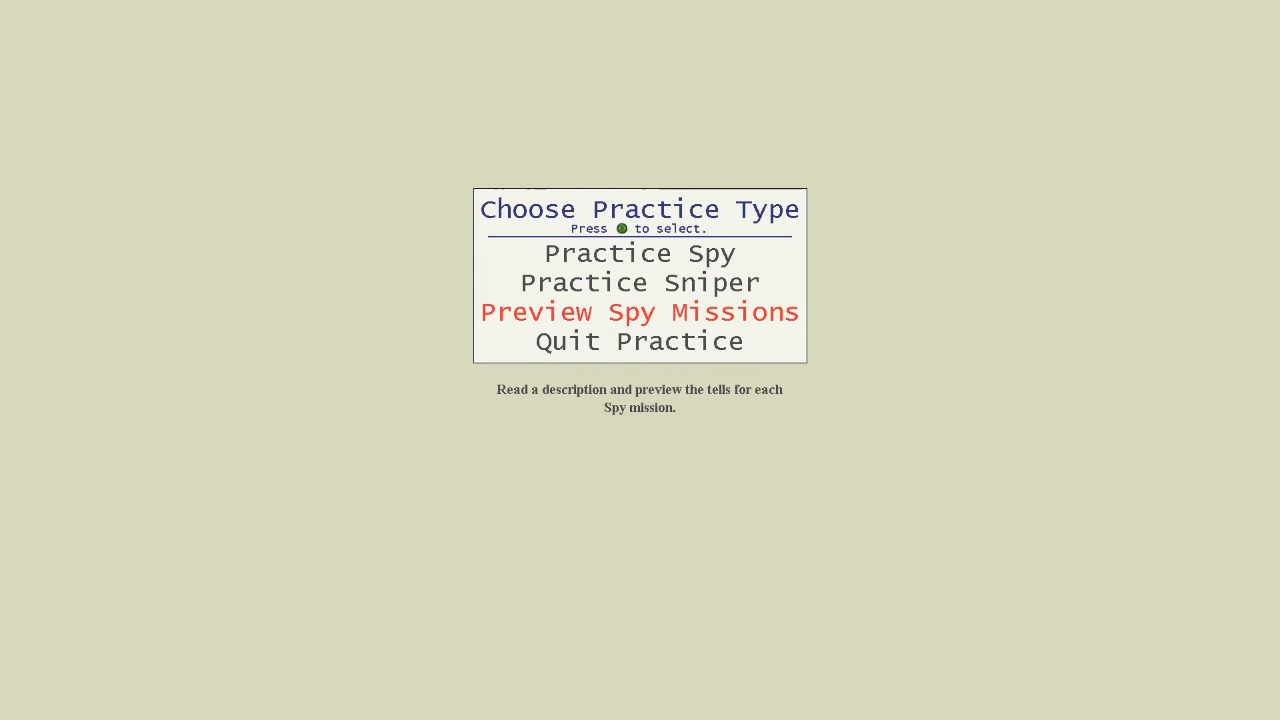 Choose Practice Type
Press A to select.
Practice Spy
Practice Sniper
Preview Spy Missions
Quit Practice
Read a description and preview the tells for each
Spy mission.